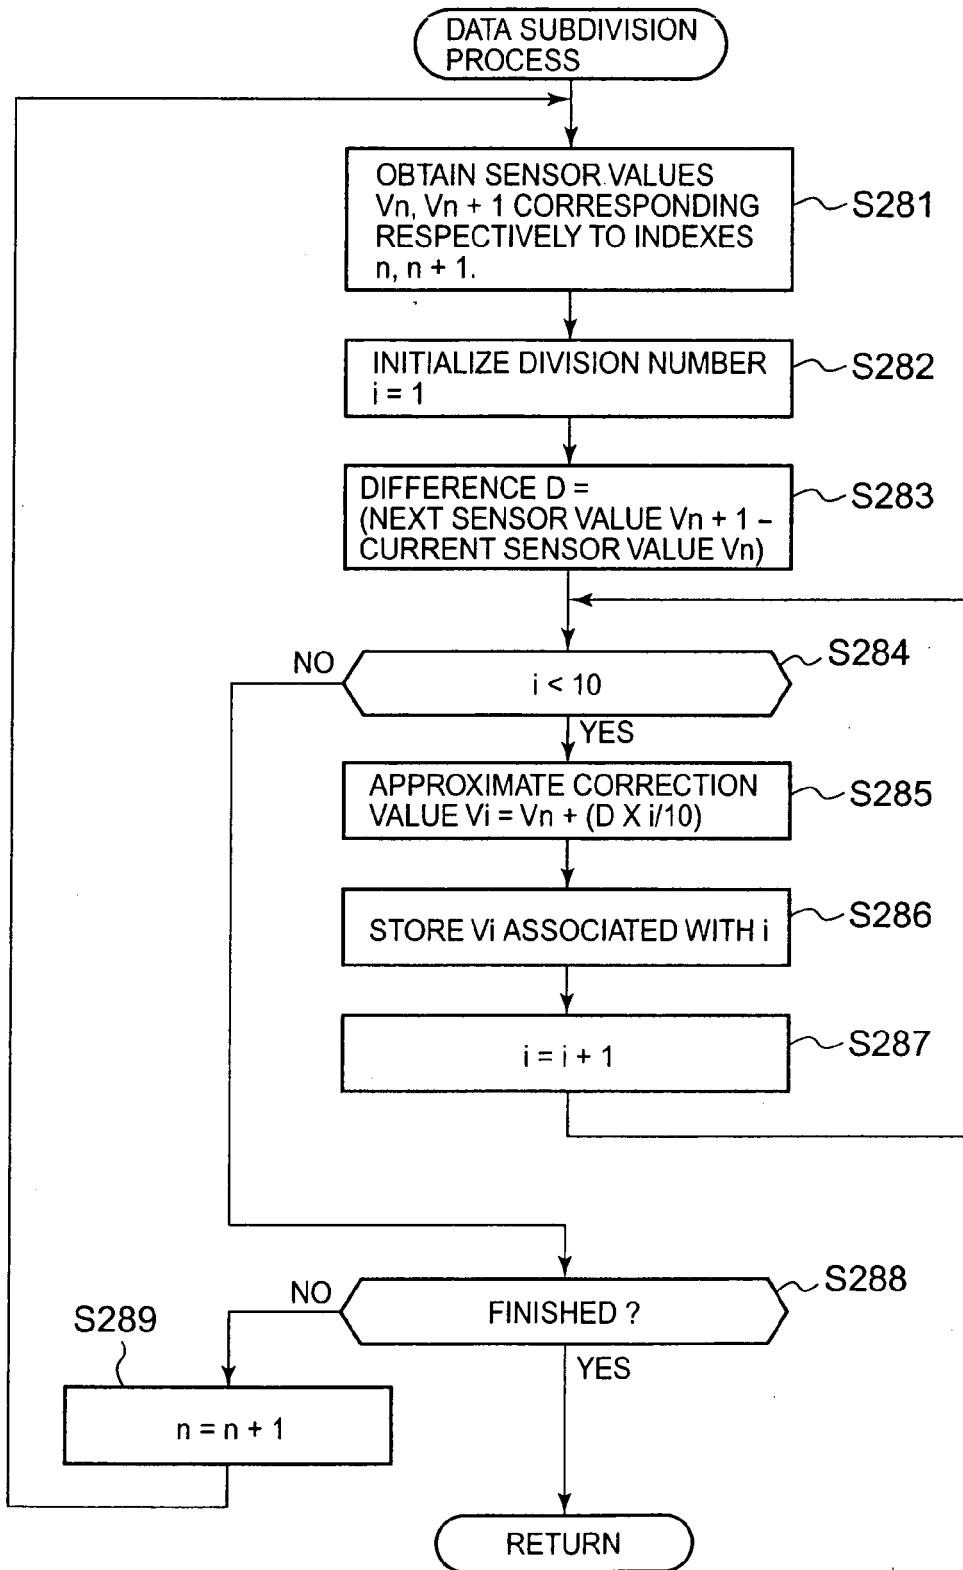 DATA SUBDIVISION
PROCESS
OBTAIN SENSOR VALUES
Vn, Vn + 1 CORRESPONDING
RESPECTIVELY TO INDEXES
n, n + 1.
S281
INITIALIZE DIVISION NUMBER
i = 1
S282
DIFFERENCE D =
(NEXT SENSOR VALUE Vn + 1 –
CURRENT SENSOR VALUE Vn)
S283
NO
i < 10
S284
YES
APPROXIMATE CORRECTION
VALUE Vi = Vn + (D X i/10)
S285
STORE Vi ASSOCIATED WITH i
S286
i = i + 1
S287
NO
FINISHED ?
S288
YES
S289
n = n + 1
RETURN